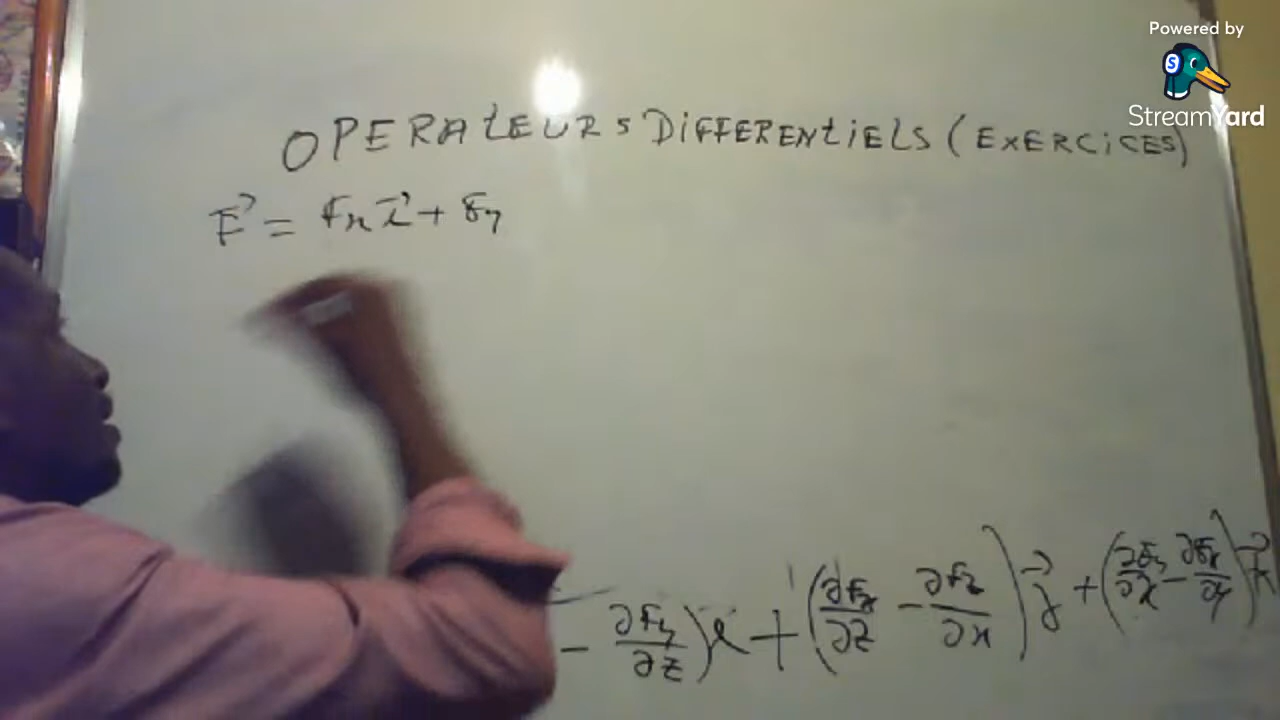 Powered by
StreamYard
OPERATEURS DIFFERENTIELS (EXERCICES)
F⃗ = Fx i⃗ + Fy
- ∂Fy/∂z) i + (∂Fx/∂z - ∂Fz/∂x) j⃗ + (∂Fy/∂x - ∂Fx/∂y) k⃗